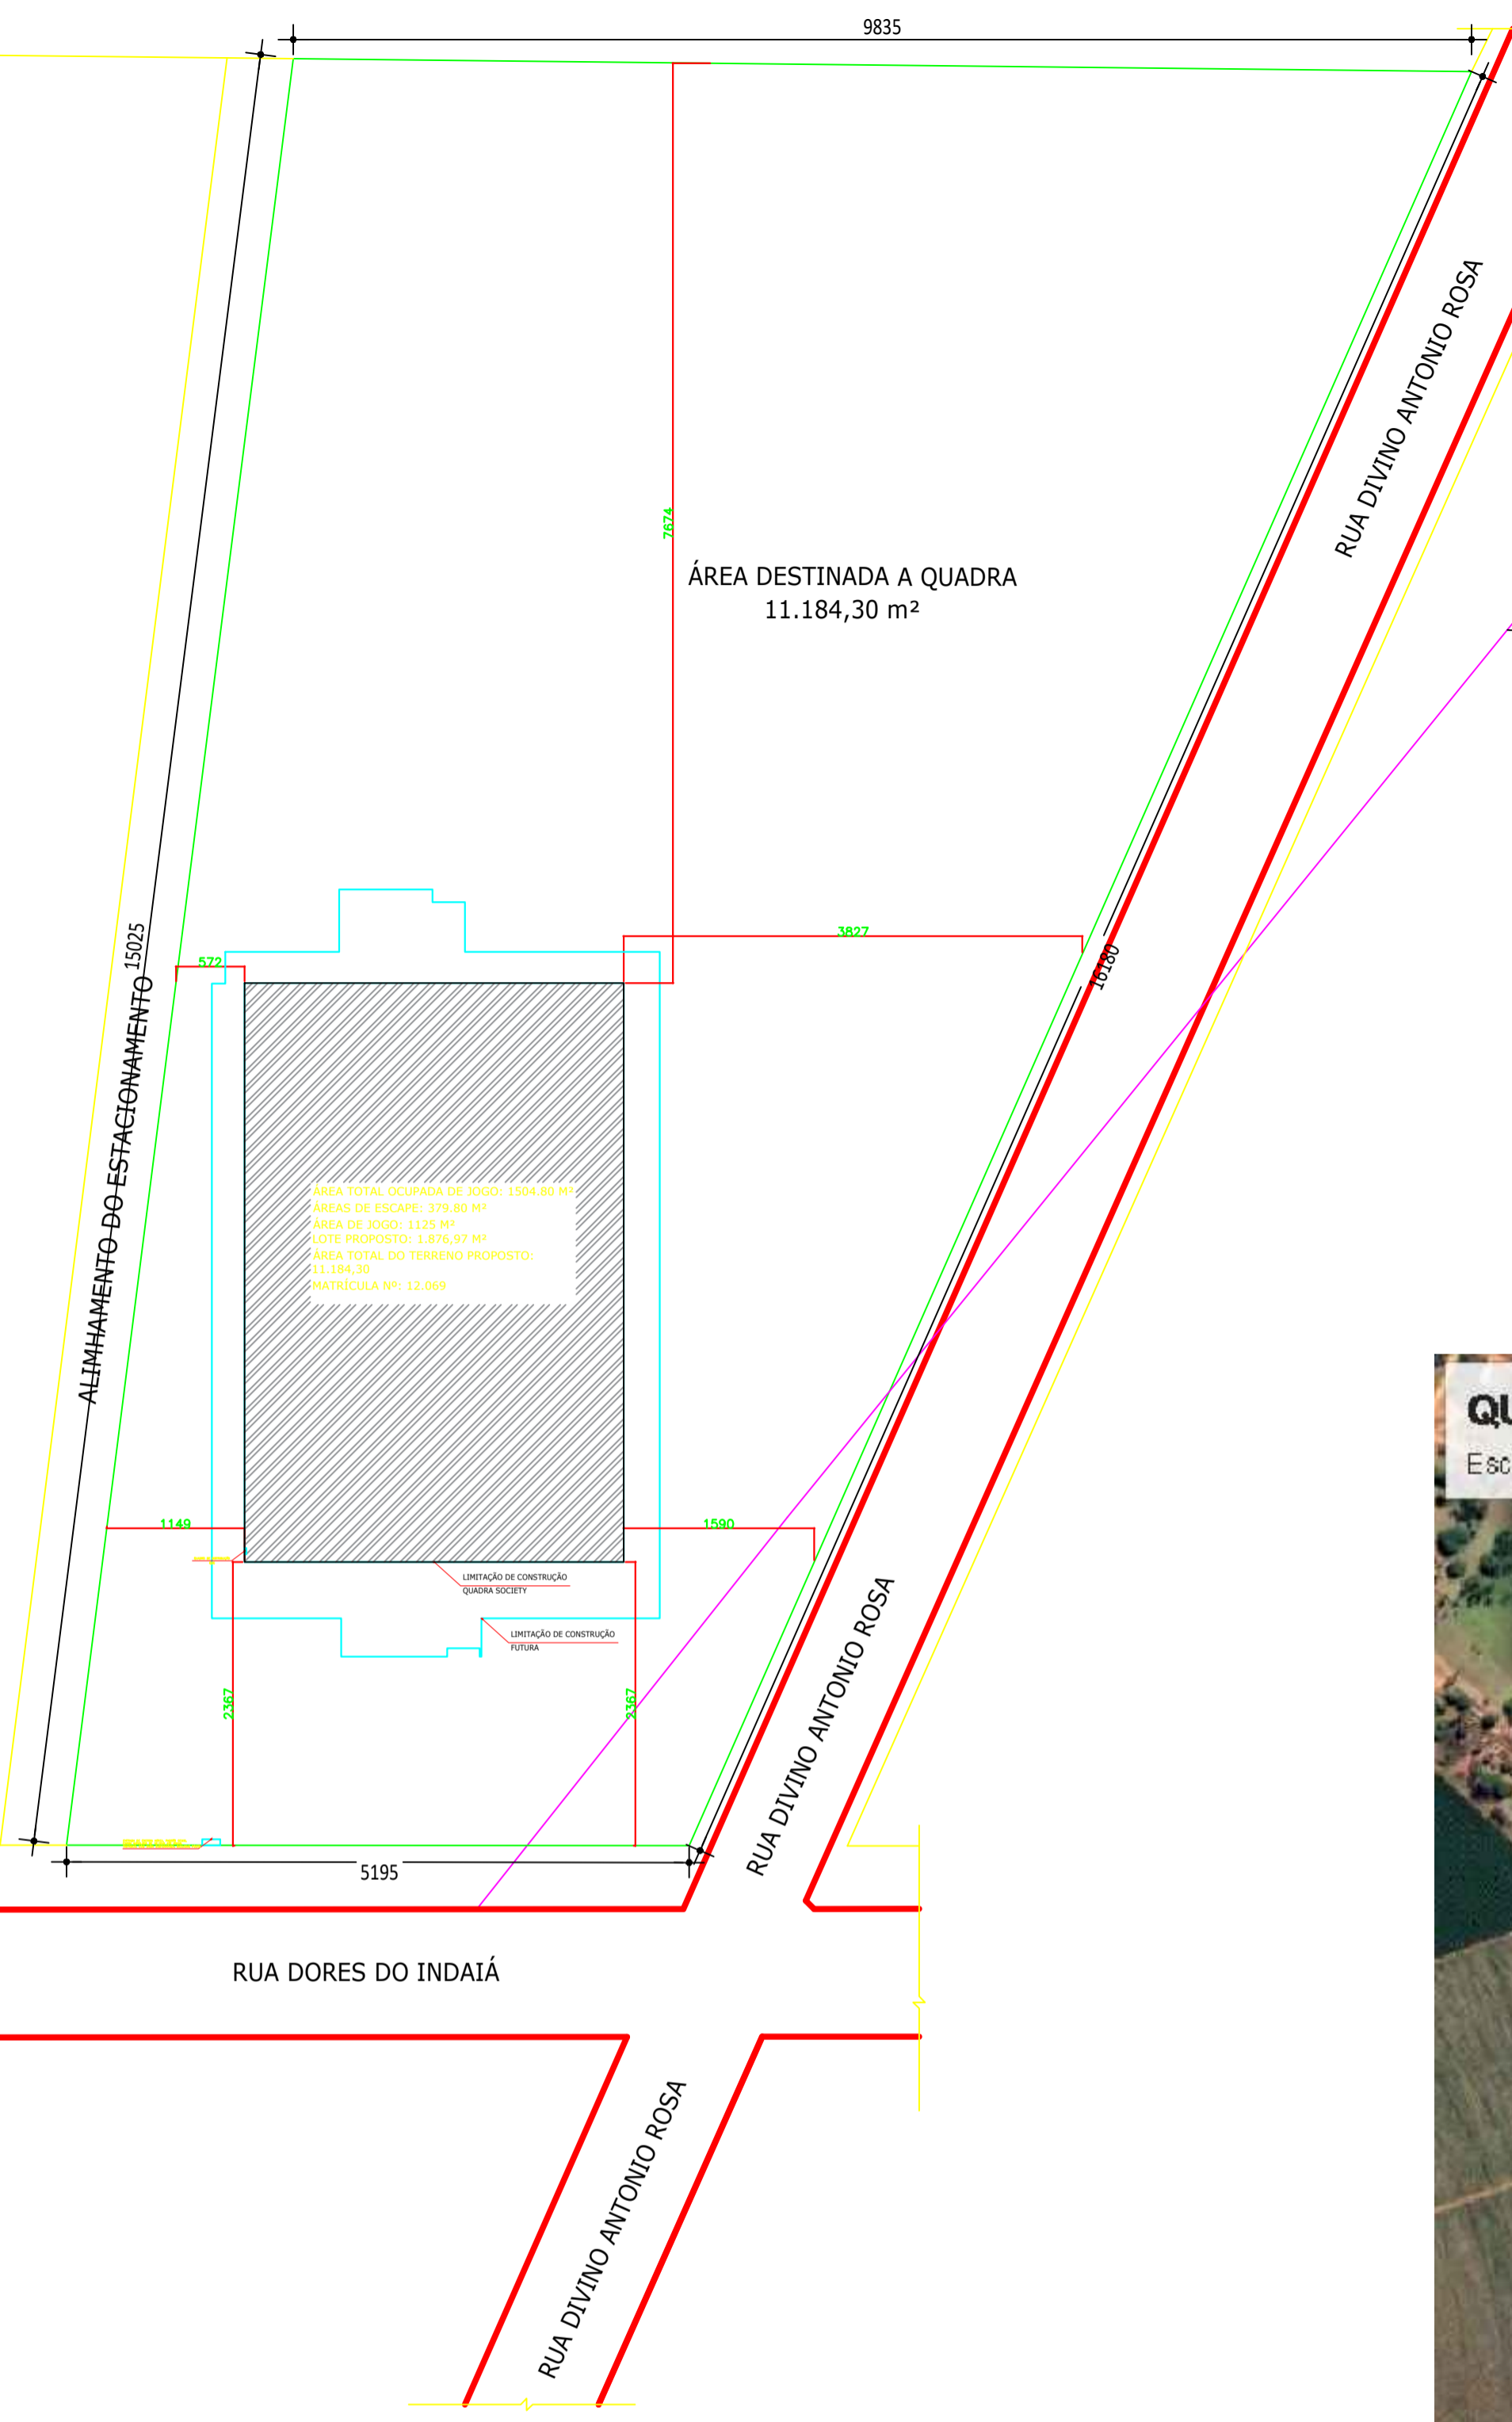 9835
RUA DIVINO ANTONIO ROSA
7674
ÁREA DESTINADA A QUADRA
11.184,30 m²
15025
ALIMHAMENTO DO ESTACIONAMENTO
3827
572
16180
ÁREA TOTAL OCUPADA DE JOGO: 1504.80 M²
ÁREAS DE ESCAPE: 379.80 M²
ÁREA DE JOGO: 1125 M²
LOTE PROPOSTO: 1.876,97 M²
ÁREA TOTAL DO TERRENO PROPOSTO:
11.184,30
MATRÍCULA Nº: 12.069
QU
Esc
1149
1590
LIMITAÇÃO DE CONSTRUÇÃO
QUADRA SOCIETY
LIMITAÇÃO DE CONSTRUÇÃO
FUTURA
2367
2367
RUA DIVINO ANTONIO ROSA
5195
RUA DORES DO INDAIÁ
RUA DIVINO ANTONIO ROSA